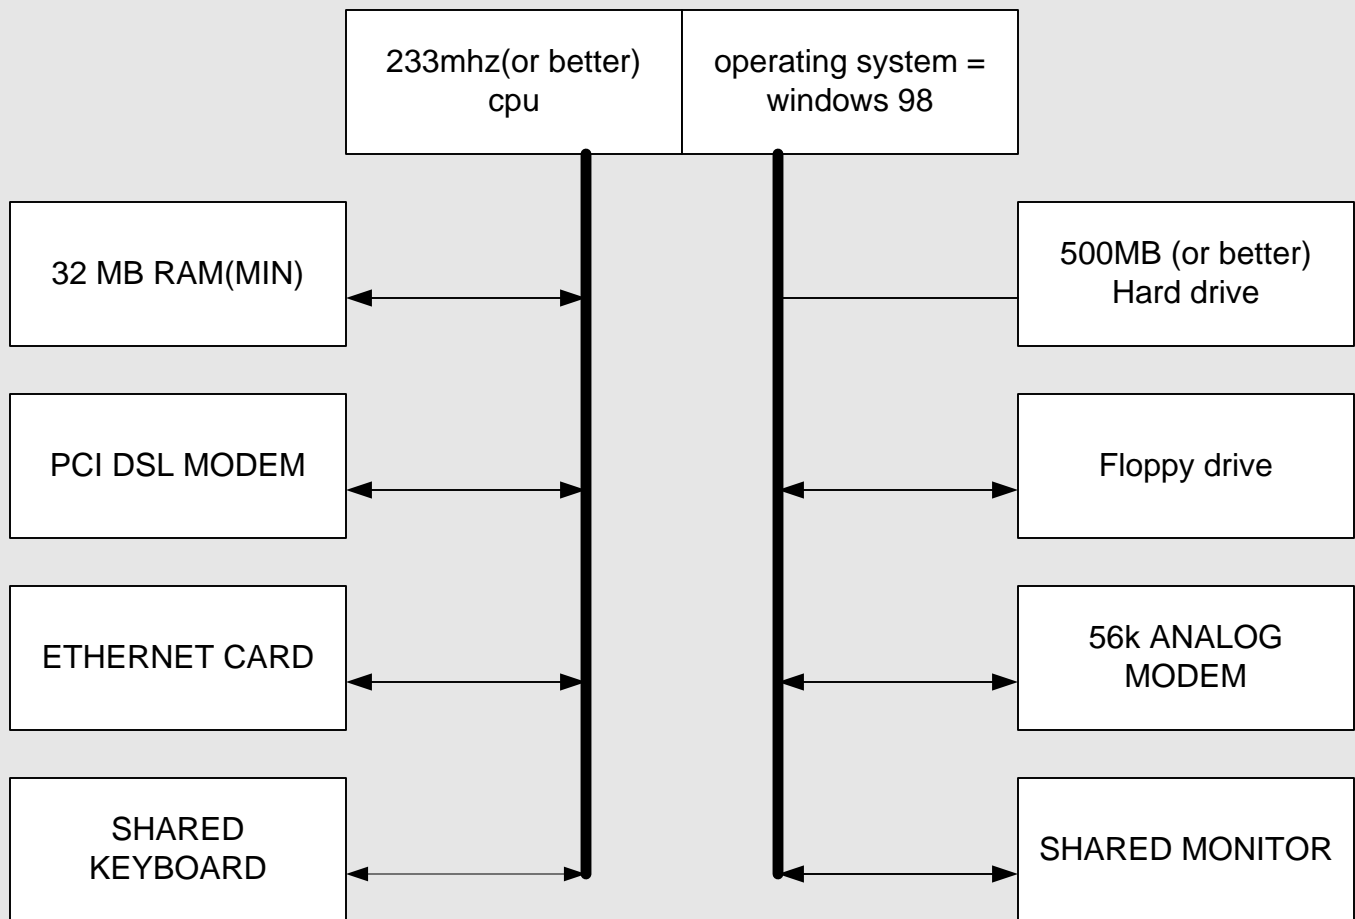 233mhz(or better)
cpu
operating system =
windows 98
32 MB RAM(MIN)
500MB (or better)
Hard drive
PCI DSL MODEM
Floppy drive
ETHERNET CARD
56k ANALOG
MODEM
SHARED
KEYBOARD
SHARED MONITOR